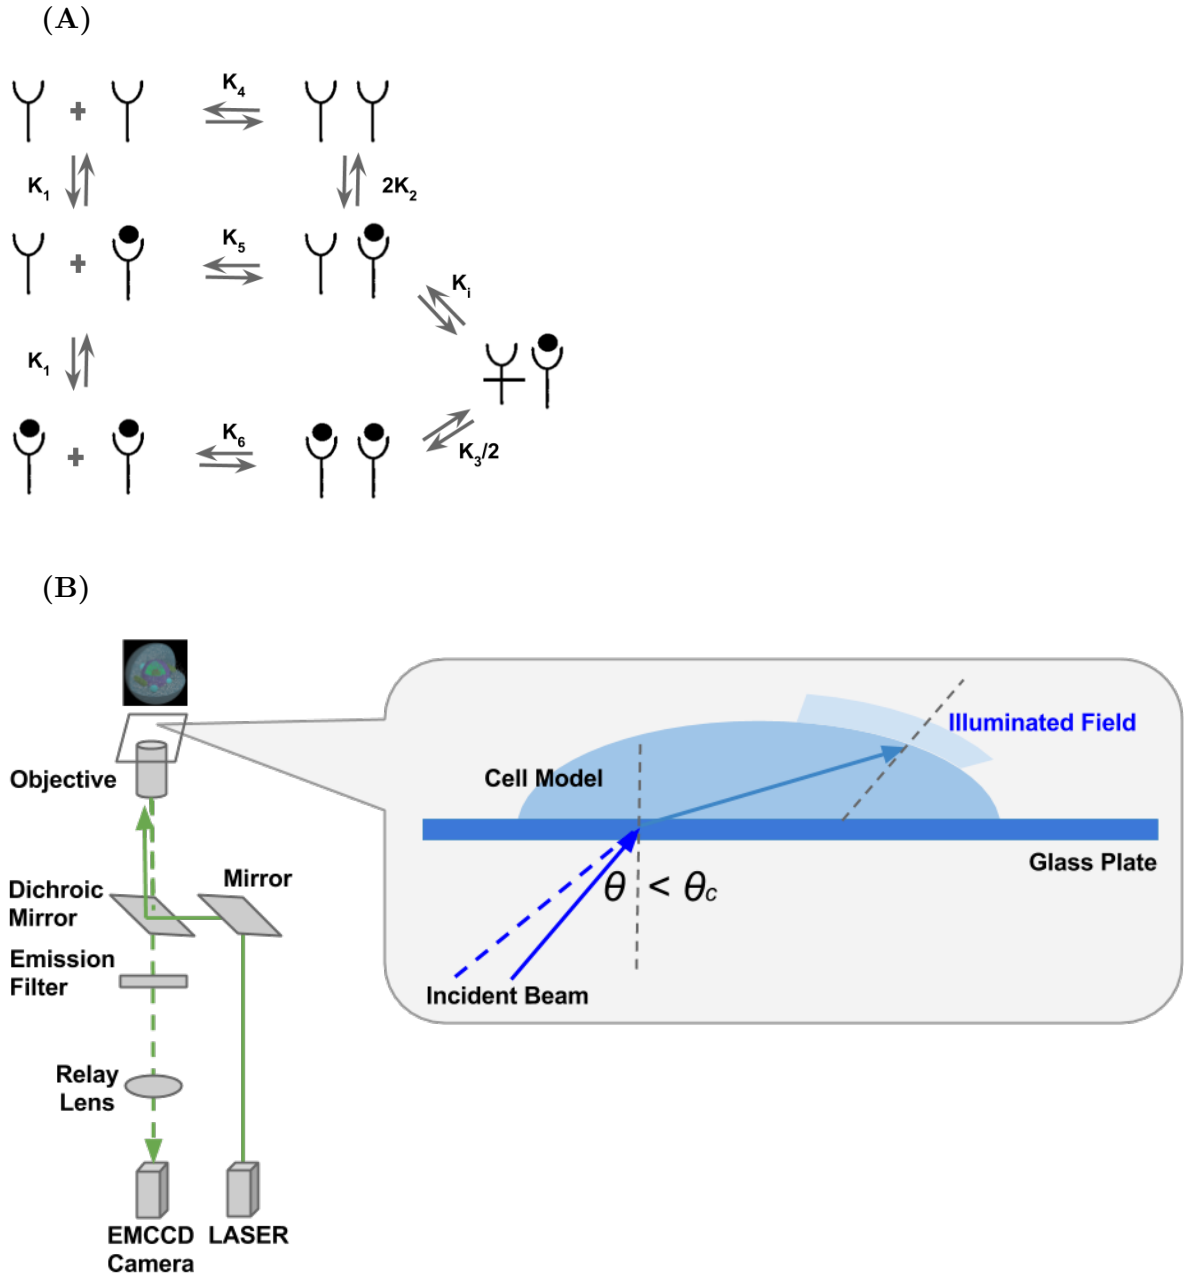 (A)
K4
K1
2K2
K5
Ki
K1
K6
K3/2
(B)
Objective
Dichroic
Mirror
Mirror
Emission
Filter
Relay
Lens
EMCCD
Camera
LASER
Illuminated Field
Cell Model
Glass Plate
θ < θc
Incident Beam